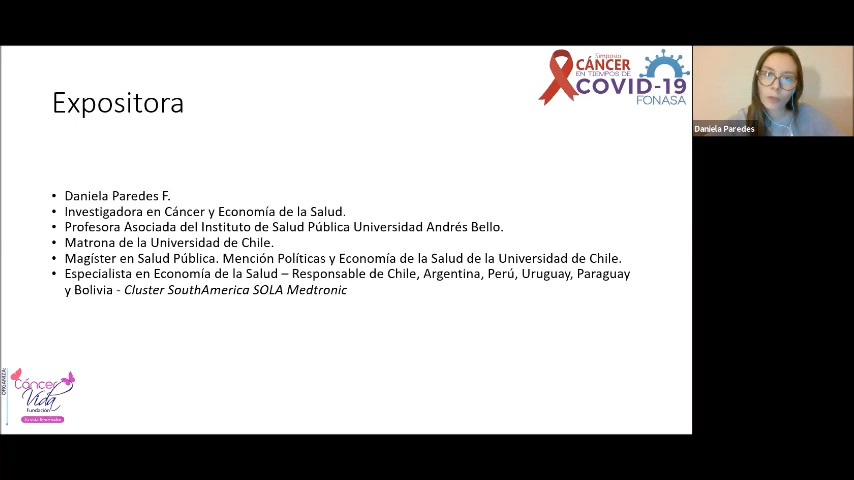 Simposio
CÁNCER
EN TIEMPOS DE
COVID-19
FONASA
Expositora
Daniela Paredes
• Daniela Paredes F.
• Investigadora en Cáncer y Economía de la Salud.
• Profesora Asociada del Instituto de Salud Pública Universidad Andrés Bello.
• Matrona de la Universidad de Chile.
• Magíster en Salud Pública. Mención Políticas y Economía de la Salud de la Universidad de Chile.
• Especialista en Economía de la Salud – Responsable de Chile, Argentina, Perú, Uruguay, Paraguay
y Bolivia - Cluster SouthAmerica SOLA Medtronic
ORGANIZA:
Cáncer
Vida
Fundación